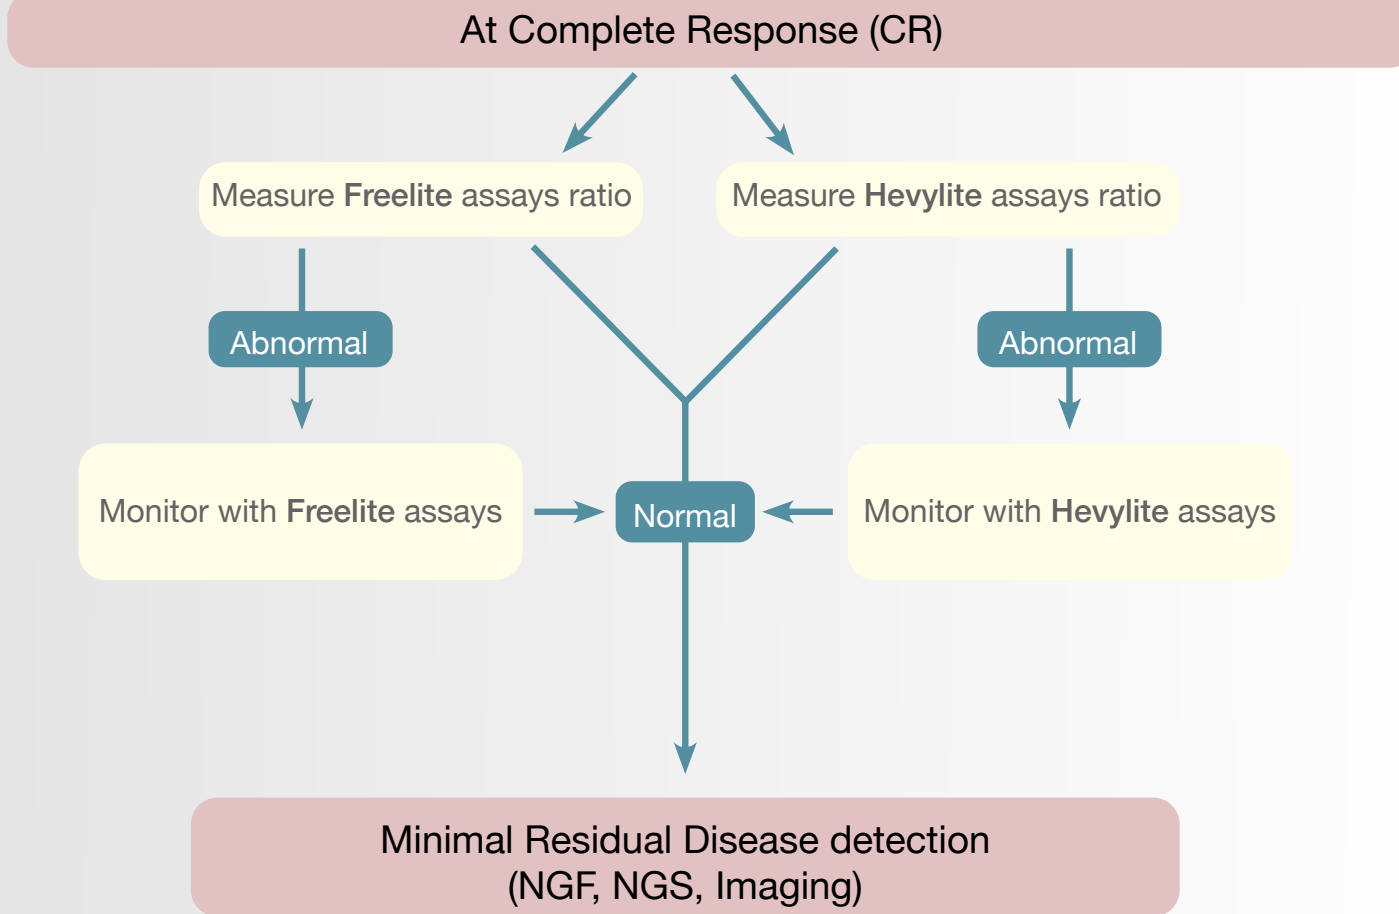 At Complete Response (CR)
Measure Freelite assays ratio
Measure Hevylite assays ratio
Abnormal
Abnormal
Monitor with Freelite assays
Normal
Monitor with Hevylite assays
Minimal Residual Disease detection
(NGF, NGS, Imaging)